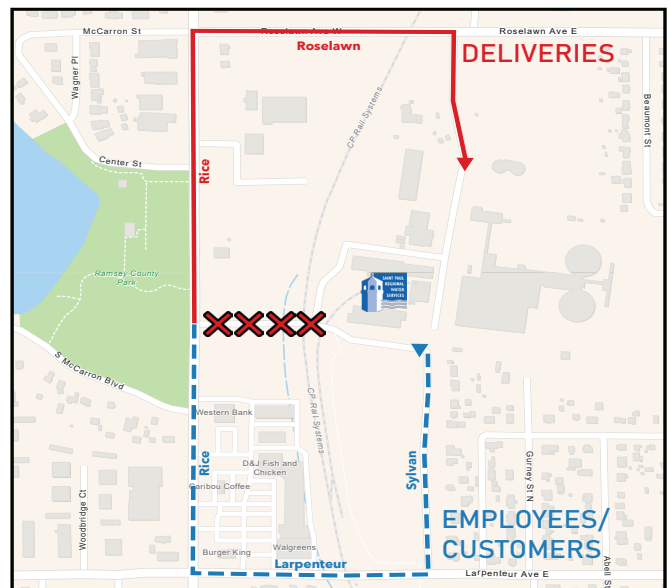 McCarron St
Roselawn Ave W
Roselawn Ave E
Roselawn
DELIVERIES
Wagner Pl
CP Rail Systems
Beaumont St
Center St
Rice
Ramsey County
Park
SAINT PAUL
REGIONAL
WATER
SERVICES
S McCarron Blvd
CP Rail Systems
Western Bank
Rice
D&J Fish and
Chicken
Sylvan
Gurney St N
Caribou Coffee
Woodbridge Ct
EMPLOYEES/
CUSTOMERS
Burger King
Walgreens
Larpenteur
Larpenteur Ave E
Abell St